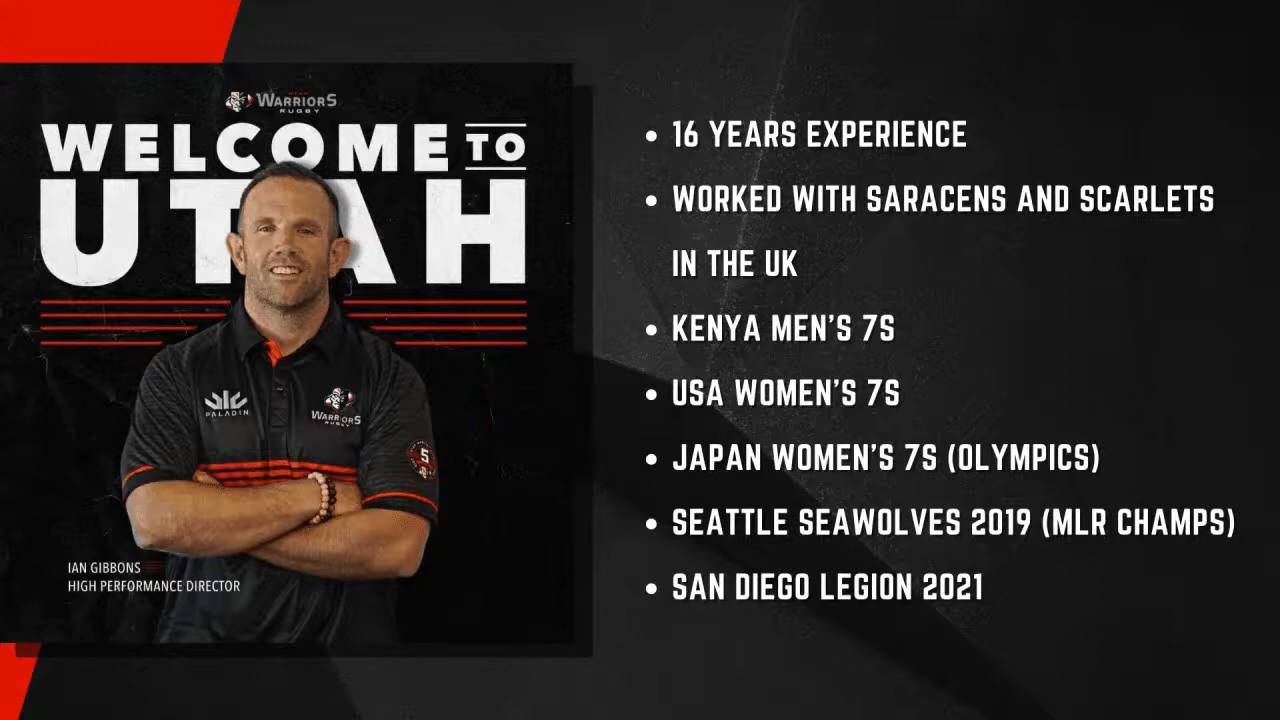 WARRIORS
RUGBY
WELCOME TO
UTAH
PALADIN
WARRIORS
RUGBY
5
IAN GIBBONS
HIGH PERFORMANCE DIRECTOR
• 16 YEARS EXPERIENCE
• WORKED WITH SARACENS AND SCARLETS
IN THE UK
• KENYA MEN'S 7S
• USA WOMEN'S 7S
• JAPAN WOMEN'S 7S (OLYMPICS)
• SEATTLE SEAWOLVES 2019 (MLR CHAMPS)
• SAN DIEGO LEGION 2021